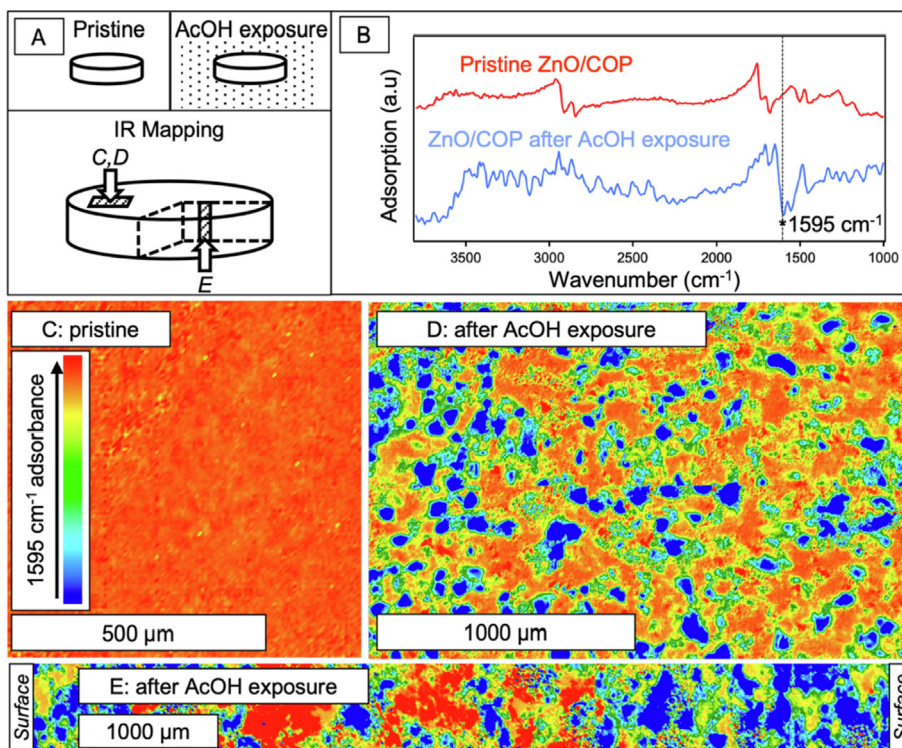 A
Pristine
AcOH exposure
IR Mapping
C,D
E
B
Pristine ZnO/COP
ZnO/COP after AcOH exposure
*1595 cm⁻¹
Adsorption (a.u)
3500 3000 2500 2000 1500 1000
Wavenumber (cm⁻¹)
C: pristine
1595 cm⁻¹ adsorbance
500 µm
D: after AcOH exposure
1000 µm
Surface
E: after AcOH exposure
1000 µm
Surface